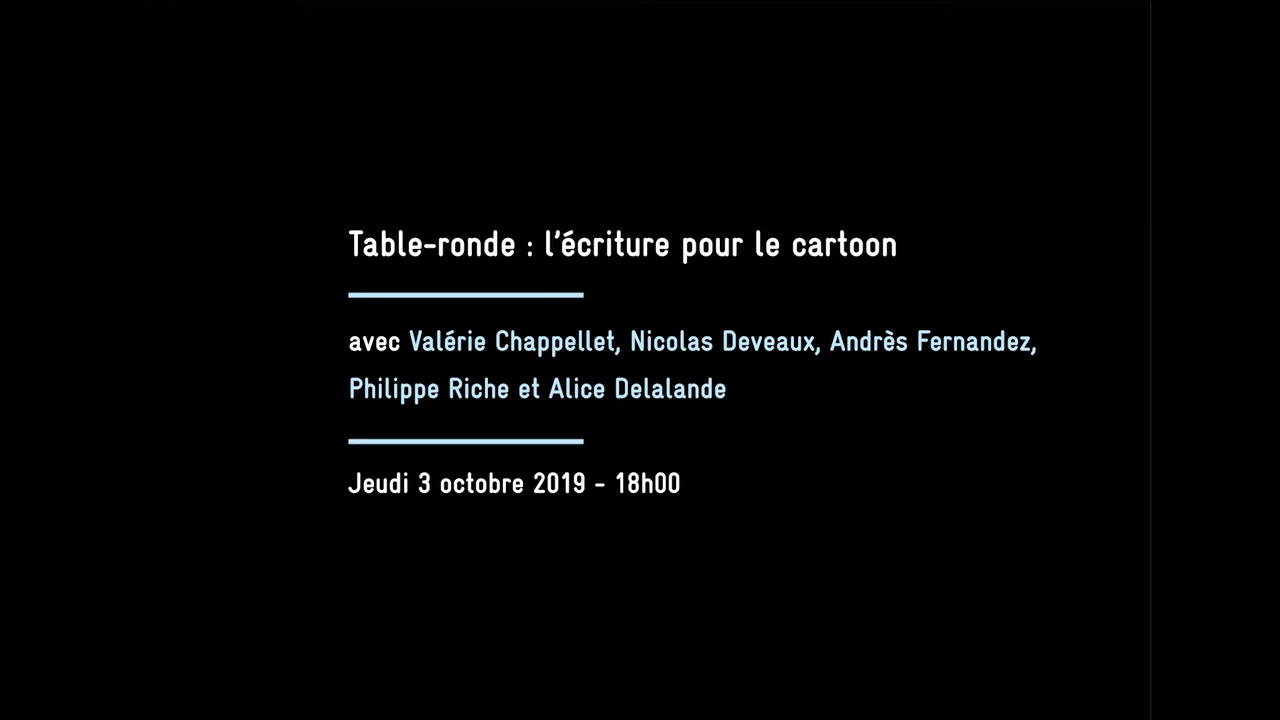 Table-ronde : l'écriture pour le cartoon
avec Valérie Chappellet, Nicolas Deveaux, Andrès Fernandez,
Philippe Riche et Alice Delalande
Jeudi 3 octobre 2019 - 18h00